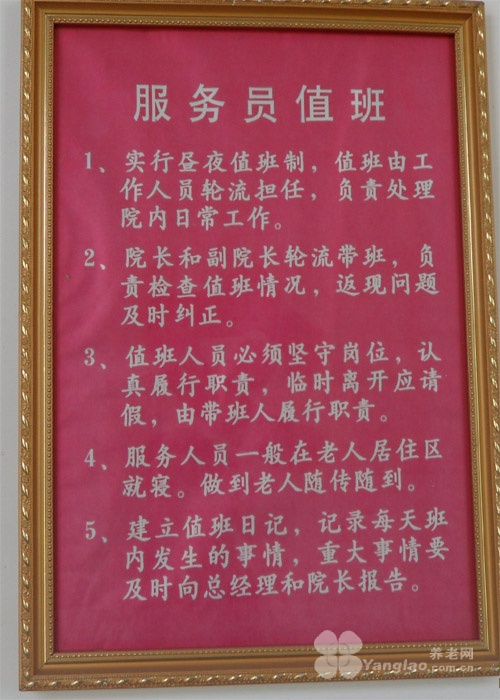 服务员值班
1、实行昼夜值班制，值班由工
作人员轮流担任，负责处理
院内日常工作。
2、院长和副院长轮流带班，负
责检查值班情况，返现问题
及时纠正。
3、值班人员必须坚守岗位，认
真履行职责，临时离开应请
假，由带班人履行职责。
4、服务人员一般在老人居住区
就寝。做到老人随传随到。
5、建立值班日记，记录每天班
内发生的事情，重大事情要
及时向总经理和院长报告。
养老网
Yanglao.com.cn